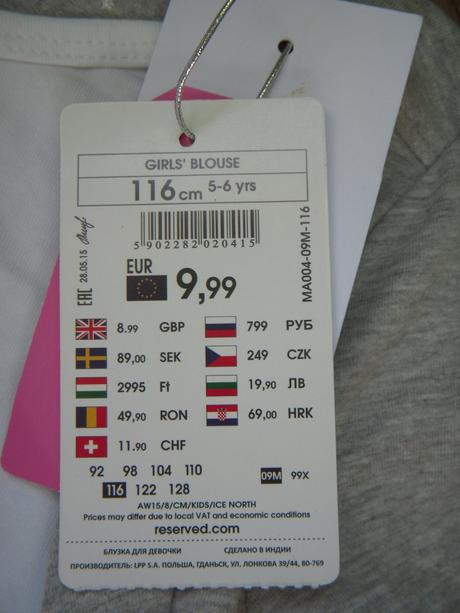 GIRLS' BLOUSE
116 cm 5-6 yrs
5 902282 020415
EAC 28.05.15
MA004-09M-116
EUR
9,99
8.99 GBP
799 РУБ
89,00 SEK
249 CZK
2995 Ft
19,90 ЛВ
49,90 RON
69,00 HRK
11.90 CHF
92 98 104 110
09M 99X
116 122 128
AW15/8/CM/KIDS/ICE NORTH
Prices may differ due to local VAT and economic conditions
reserved.com
БЛУЗКА ДЛЯ ДЕВОЧКИ СДЕЛАНО В ИНДИИ
ПРОИЗВОДИТЕЛЬ: LPP S.A. ПОЛЬША, ГДАНЬСК, УЛ. ЛОНКОВА 39/44, 80-769